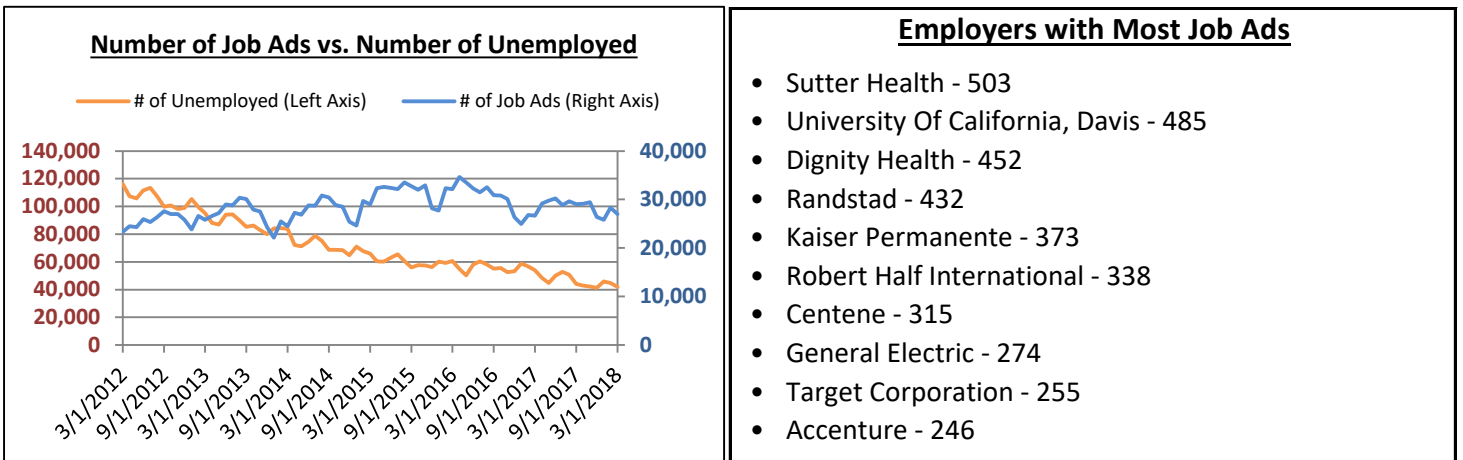 Number of Job Ads vs. Number of Unemployed
# of Unemployed (Left Axis)
# of Job Ads (Right Axis)
140,000
120,000
100,000
80,000
60,000
40,000
20,000
0
40,000
30,000
20,000
10,000
0
3/1/2012
9/1/2012
3/1/2013
9/1/2013
3/1/2014
9/1/2014
3/1/2015
9/1/2015
3/1/2016
9/1/2016
3/1/2017
9/1/2017
3/1/2018
Employers with Most Job Ads
• Sutter Health - 503
• University Of California, Davis - 485
• Dignity Health - 452
• Randstad - 432
• Kaiser Permanente - 373
• Robert Half International - 338
• Centene - 315
• General Electric - 274
• Target Corporation - 255
• Accenture - 246